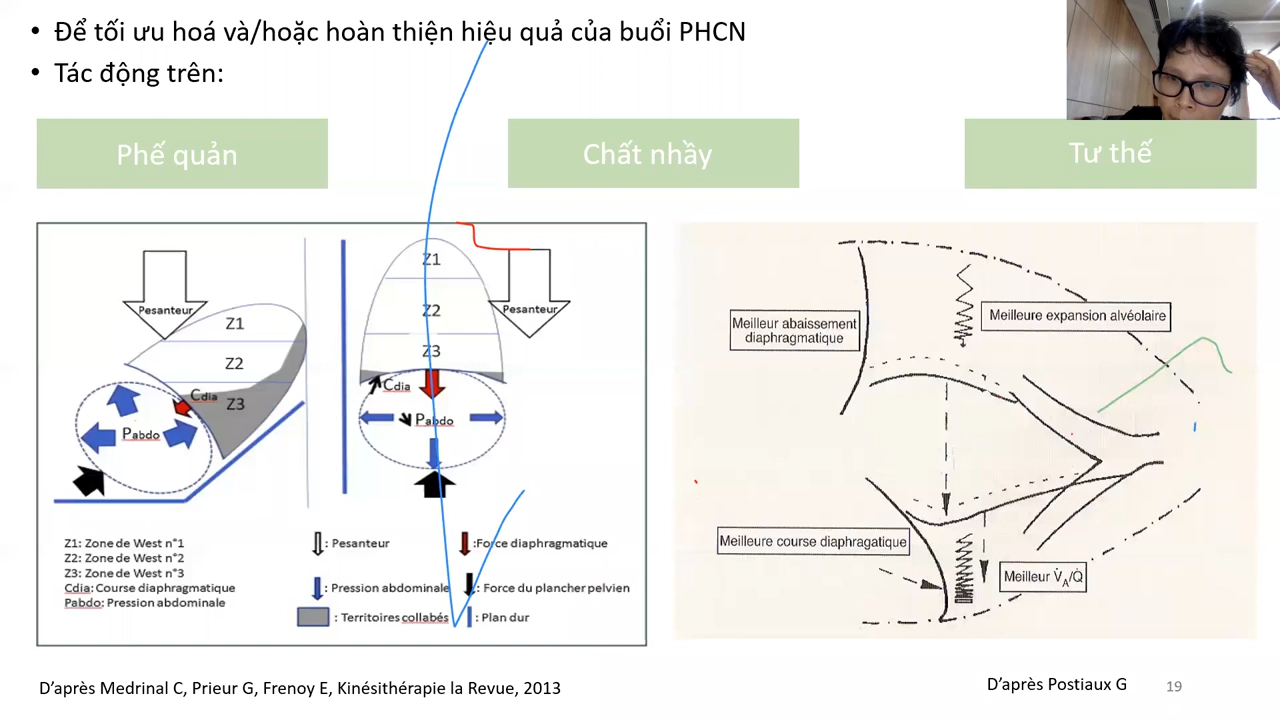 • Để tối ưu hoá và/hoặc hoàn thiện hiệu quả của buổi PHCN
• Tác động trên:
Phế quản
Chất nhầy
Tư thế
Pesanteur
Z1
Z2
Z3
Cdia
Pabdo
Z1
Z2
Z3
Pesanteur
Cdia
Pabdo
Z1: Zone de West n°1
Z2: Zone de West n°2
Z3: Zone de West n°3
Cdia: Course diaphragmatique
Pabdo: Pression abdominale
: Pesanteur
:Force diaphragmatique
: Pression abdominale
: Force du plancher pelvien
: Territoires collabés
: Plan dur
Meilleur abaissement
diaphragmatique
Meilleure expansion alvéolaire
Meilleure course diaphragatique
Meilleur V̇A/Q̇
D'après Medrinal C, Prieur G, Frenoy E, Kinésithérapie la Revue, 2013
D'après Postiaux G
19